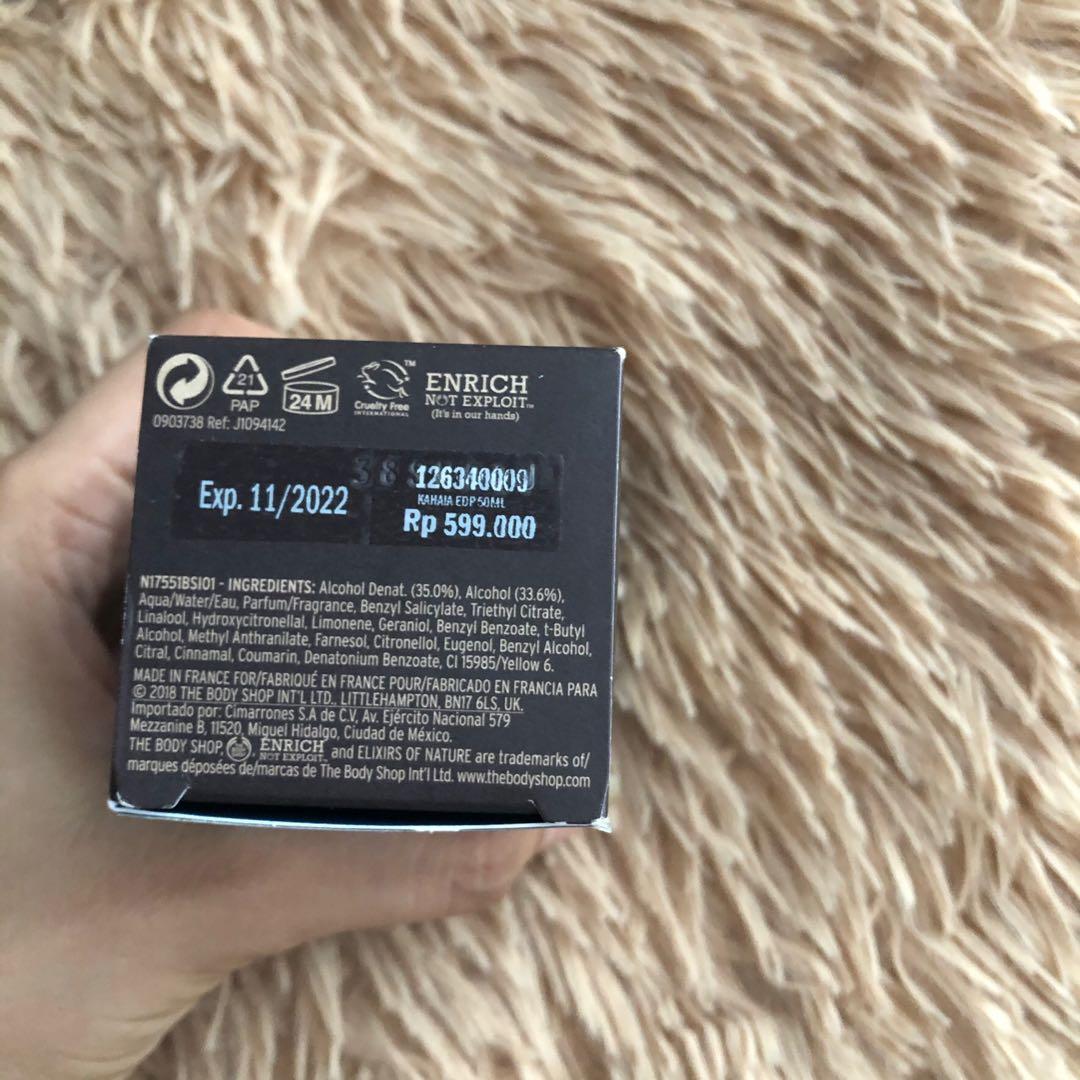 21
PAP
24 M
Cruelty Free
INTERNATIONAL
TM
ENRICH
NOT EXPLOIT™
(It's in our hands)
0903738 Ref: J1094142
Exp. 11/2022
126340009
KAHAIA EDP 50ML
Rp 599.000
N17551BSI01 - INGREDIENTS: Alcohol Denat. (35.0%), Alcohol (33.6%),
Aqua/Water/Eau, Parfum/Fragrance, Benzyl Salicylate, Triethyl Citrate,
Linalool, Hydroxycitronellal, Limonene, Geraniol, Benzyl Benzoate, t-Butyl
Alcohol, Methyl Anthranilate, Farnesol, Citronellol, Eugenol, Benzyl Alcohol,
Citral, Cinnamal, Coumarin, Denatonium Benzoate, CI 15985/Yellow 6.
MADE IN FRANCE FOR/FABRIQUÉ EN FRANCE POUR/FABRICADO EN FRANCIA PARA
© 2018 THE BODY SHOP INT'L LTD., LITTLEHAMPTON, BN17 6LS, UK.
Importado por: Cimarrones S.A de C.V, Av. Ejército Nacional 579
Mezzanine B, 11520, Miguel Hidalgo, Ciudad de México.
THE BODY SHOP, ENRICH NOT EXPLOIT™ and ELIXIRS OF NATURE are trademarks of/
marques déposées de/marcas de The Body Shop Int'l Ltd. www.thebodyshop.com